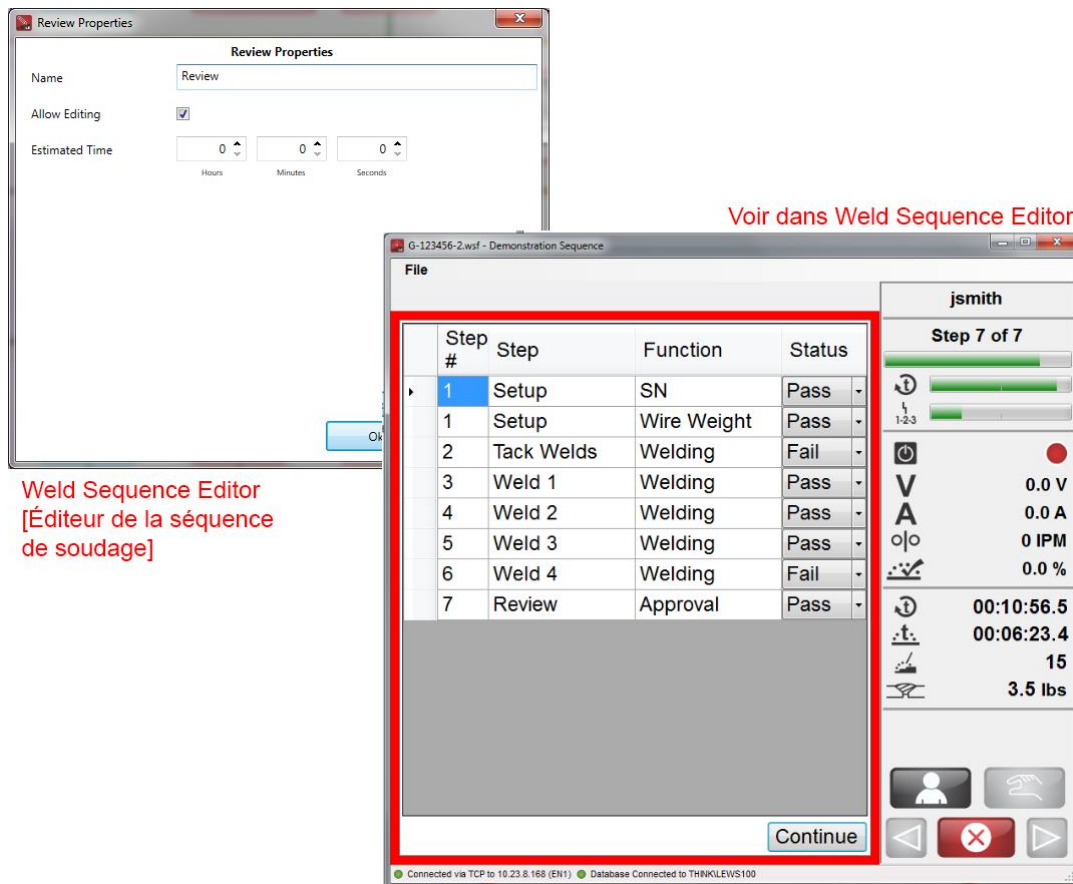 Review Properties
Review Properties
Name
Review
Allow Editing
Estimated Time
0
0
0
Hours
Minutes
Seconds
Weld Sequence Editor
[Éditeur de la séquence
de soudage]
Voir dans Weld Sequence Editor
G-123456-2.wsf - Demonstration Sequence
File
Step # Step Function Status
1 Setup SN Pass
1 Setup Wire Weight Pass
2 Tack Welds Welding Fail
3 Weld 1 Welding Pass
4 Weld 2 Welding Pass
5 Weld 3 Welding Pass
6 Weld 4 Welding Fail
7 Review Approval Pass
Continue
jsmith
Step 7 of 7
t
1-2-3
V 0.0 V
A 0.0 A
0 IPM
0.0 %
t 00:10:56.5
t 00:06:23.4
15
3.5 lbs
Connected via TCP to 10.23.8.168 (EN1) Database Connected to THINK\LEWS100